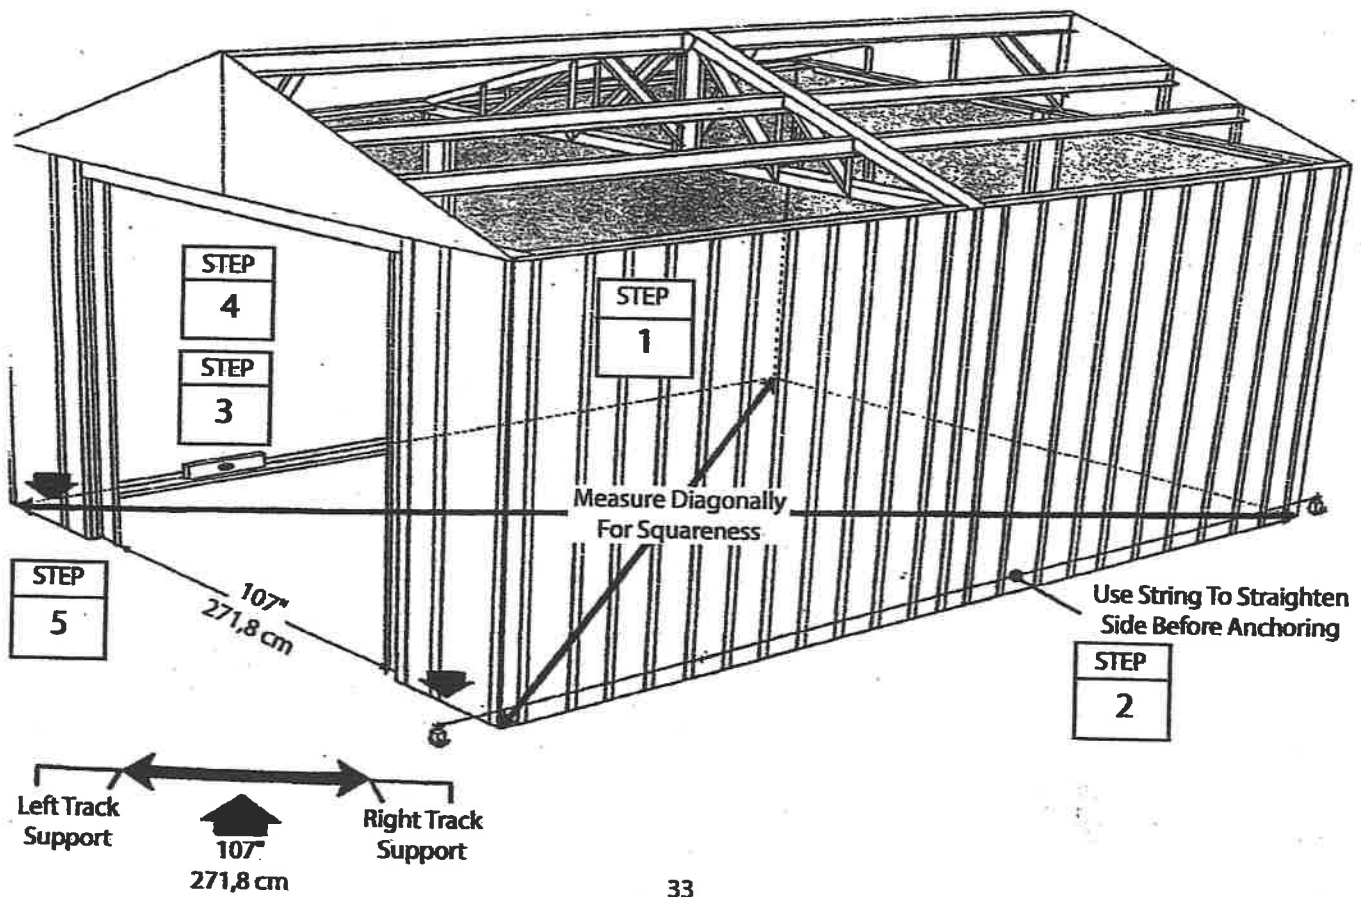 STEP
4
STEP
3
STEP
1
Measure Diagonally
For Squareness
STEP
5
107"
271,8 cm
Use String To Straighten
Side Before Anchoring
STEP
2
Left Track
Support
107"
271,8 cm
Right Track
Support
33